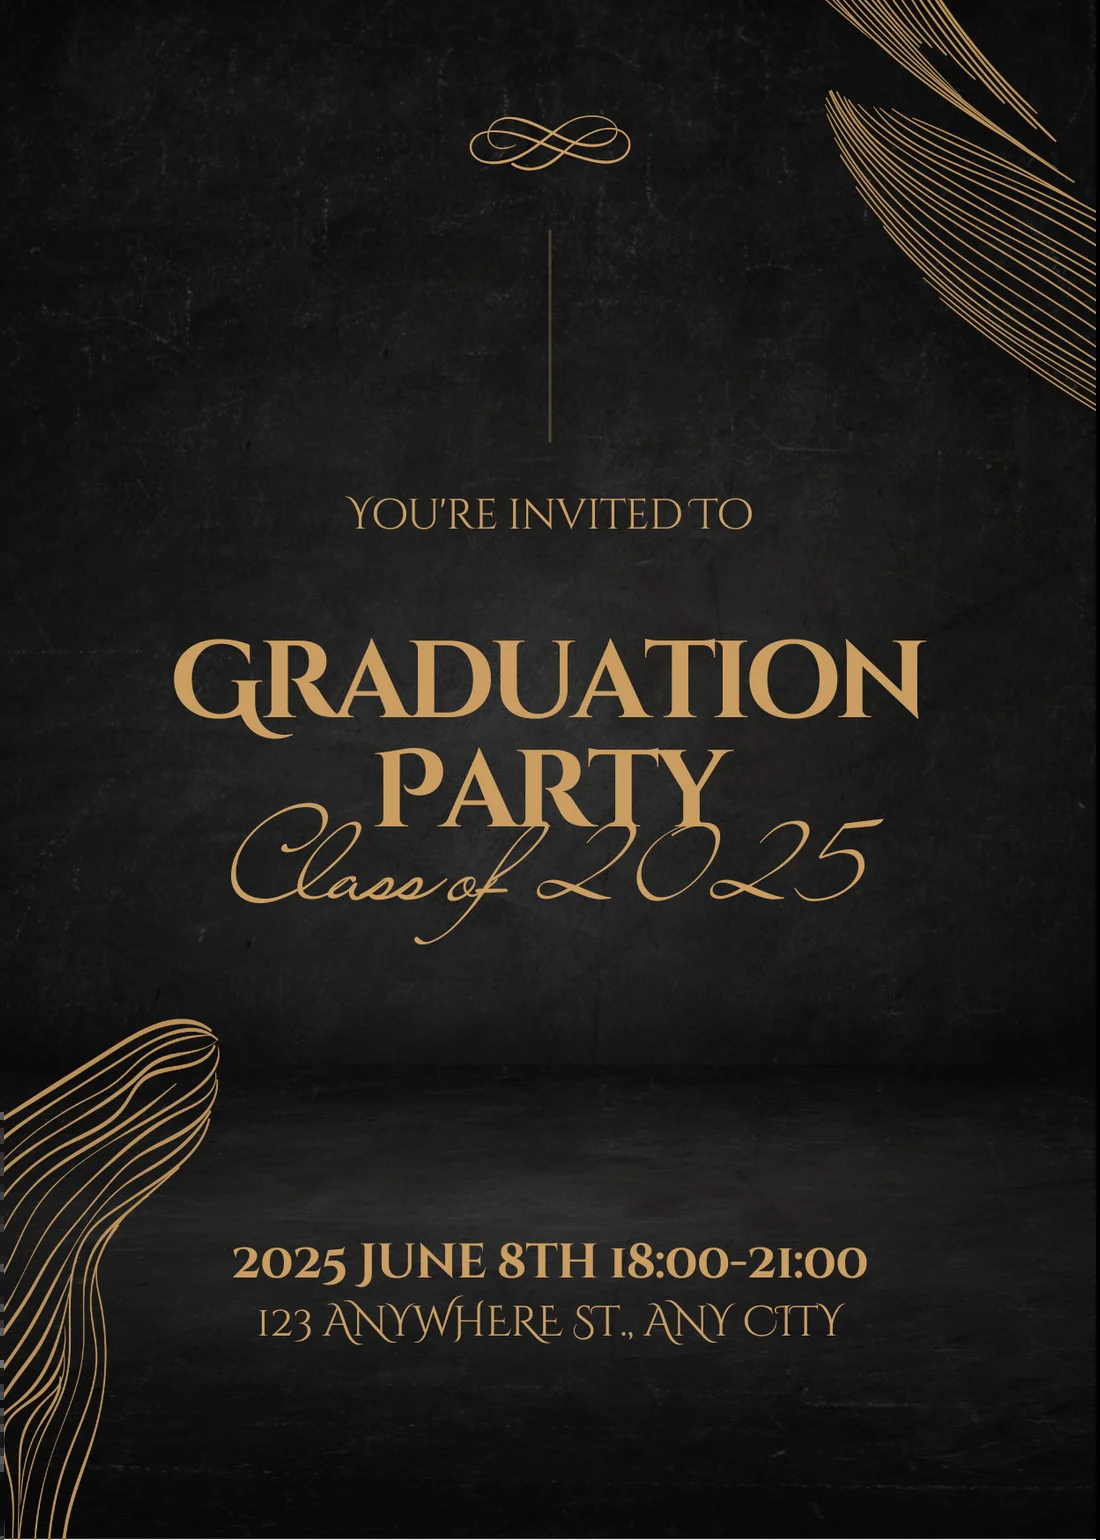 YOU'RE INVITED TO
GRADUATION
PARTY
Class of 2025
2025 JUNE 8TH 18:00-21:00
123 ANYWHERE ST., ANY CITY